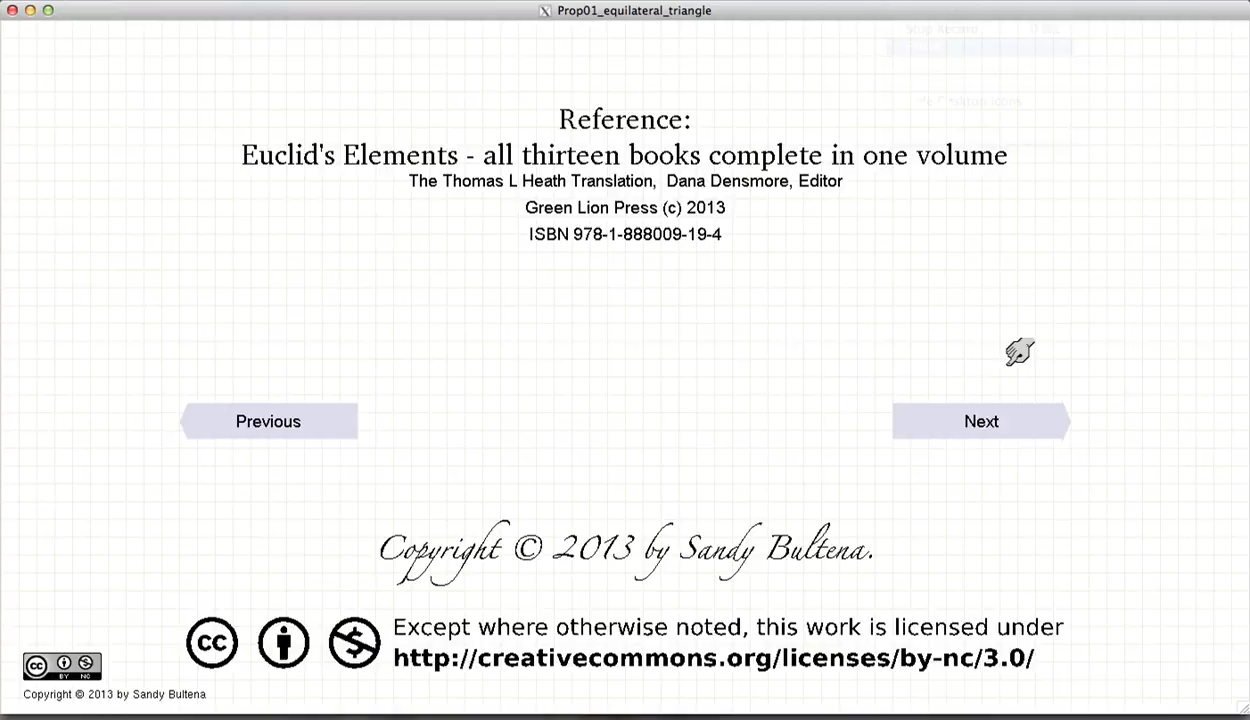 Prop01_equilateral_triangle
Reference:
Euclid's Elements - all thirteen books complete in one volume
The Thomas L Heath Translation, Dana Densmore, Editor
Green Lion Press (c) 2013
ISBN 978-1-888009-19-4
Previous
Next
Copyright © 2013 by Sandy Bultena.
Except where otherwise noted, this work is licensed under
http://creativecommons.org/licenses/by-nc/3.0/
Copyright © 2013 by Sandy Bultena